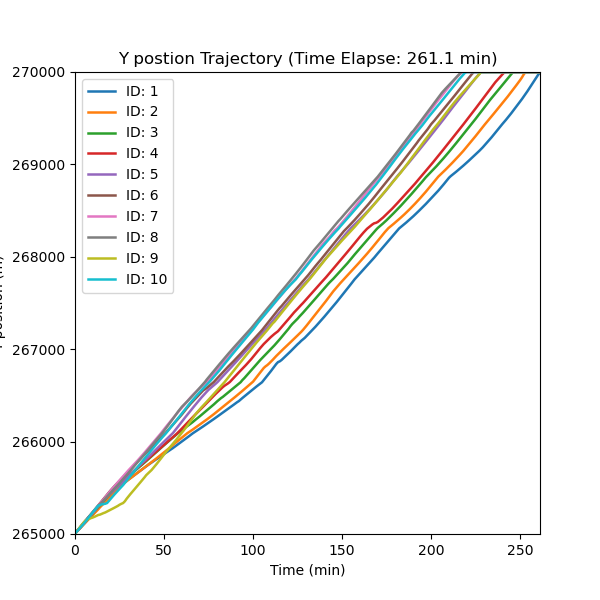 Y postion Trajectory (Time Elapse: 261.1 min)
270000
269000
268000
267000
266000
265000
ID: 1
ID: 2
ID: 3
ID: 4
ID: 5
ID: 6
ID: 7
ID: 8
ID: 9
ID: 10
0 50 100 150 200 250
Time (min)